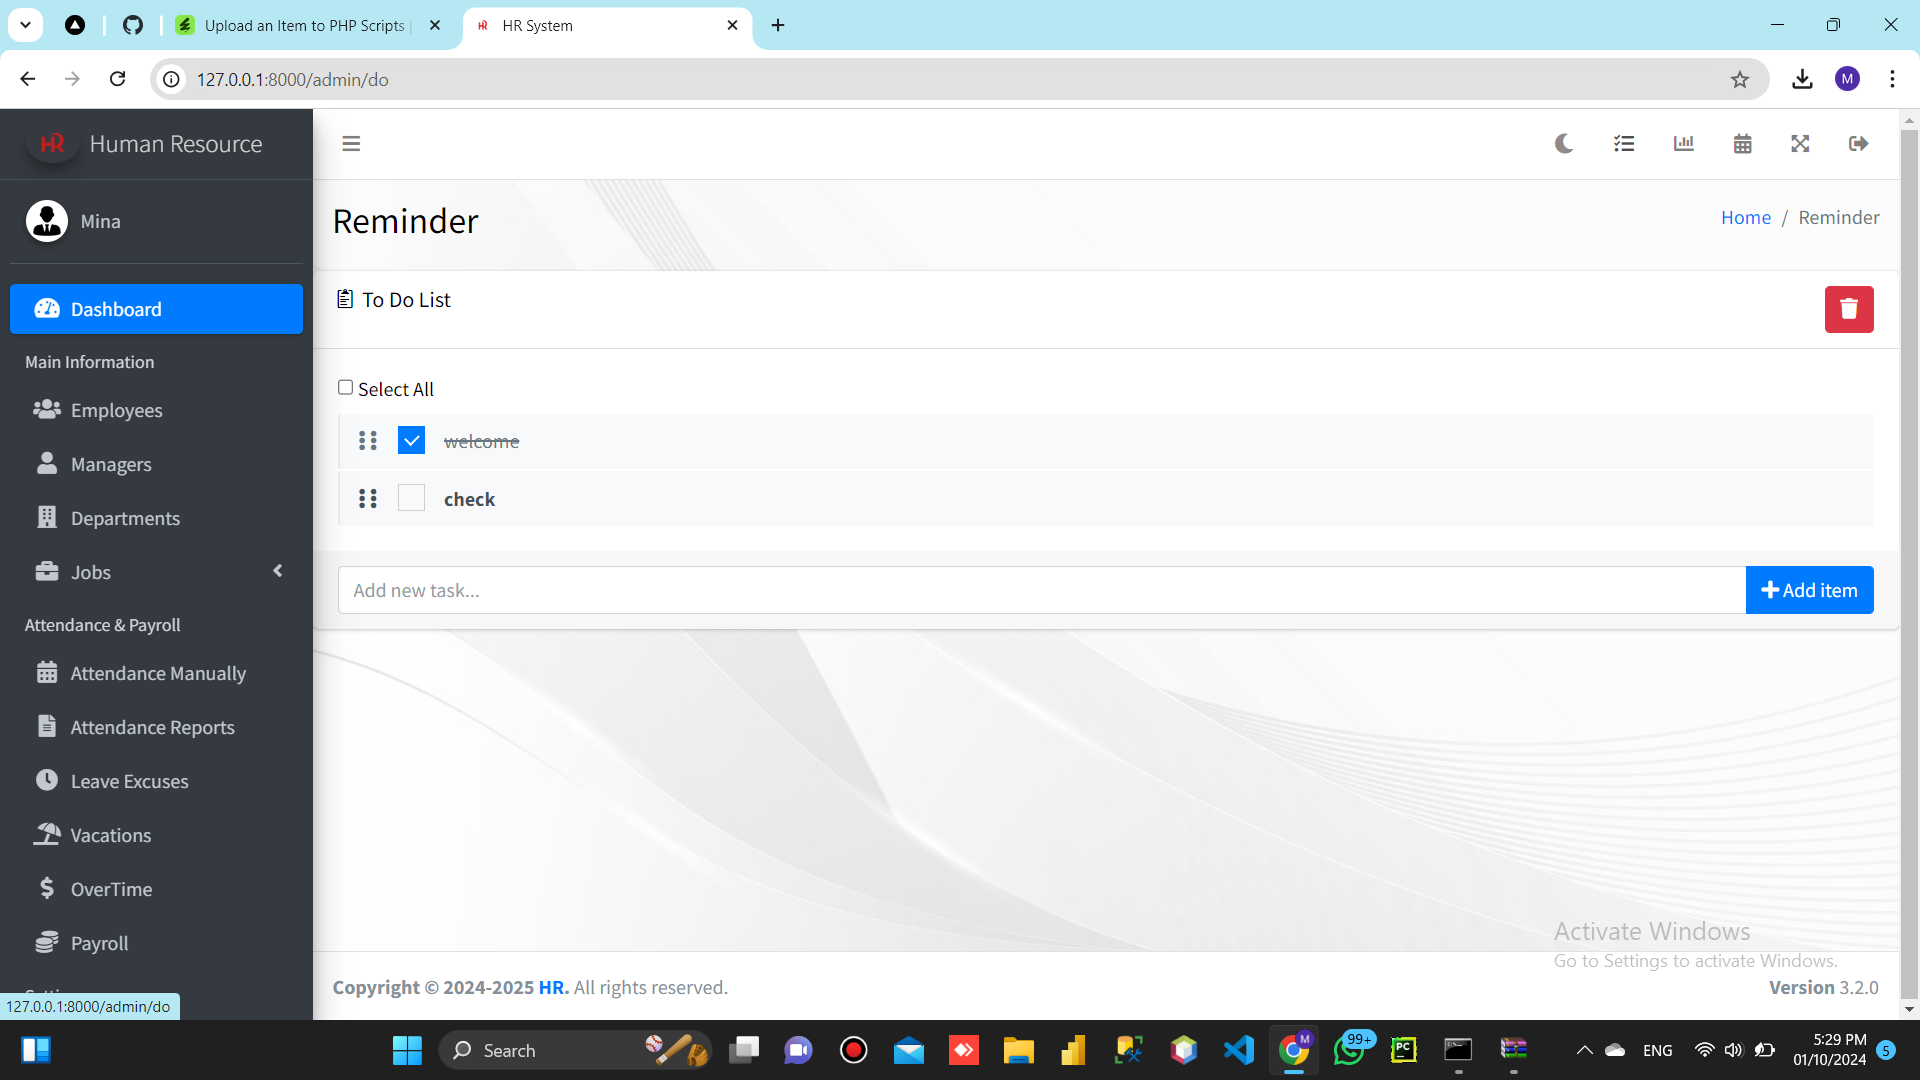 Upload an Item to PHP Scripts |
HR System
127.0.0.1:8000/admin/do
M
HR Human Resource
Mina
Dashboard
Main Information
Employees
Managers
Departments
Jobs
Attendance & Payroll
Attendance Manually
Attendance Reports
Leave Excuses
Vacations
OverTime
Payroll
127.0.0.1:8000/admin/do
Reminder
Home / Reminder
To Do List
Select All
welcome
check
Add new task...
Add item
Activate Windows
Go to Settings to activate Windows.
Copyright © 2024-2025 HR. All rights reserved.
Version 3.2.0
Search
M
99+
PC
ENG
5:29 PM
01/10/2024
5